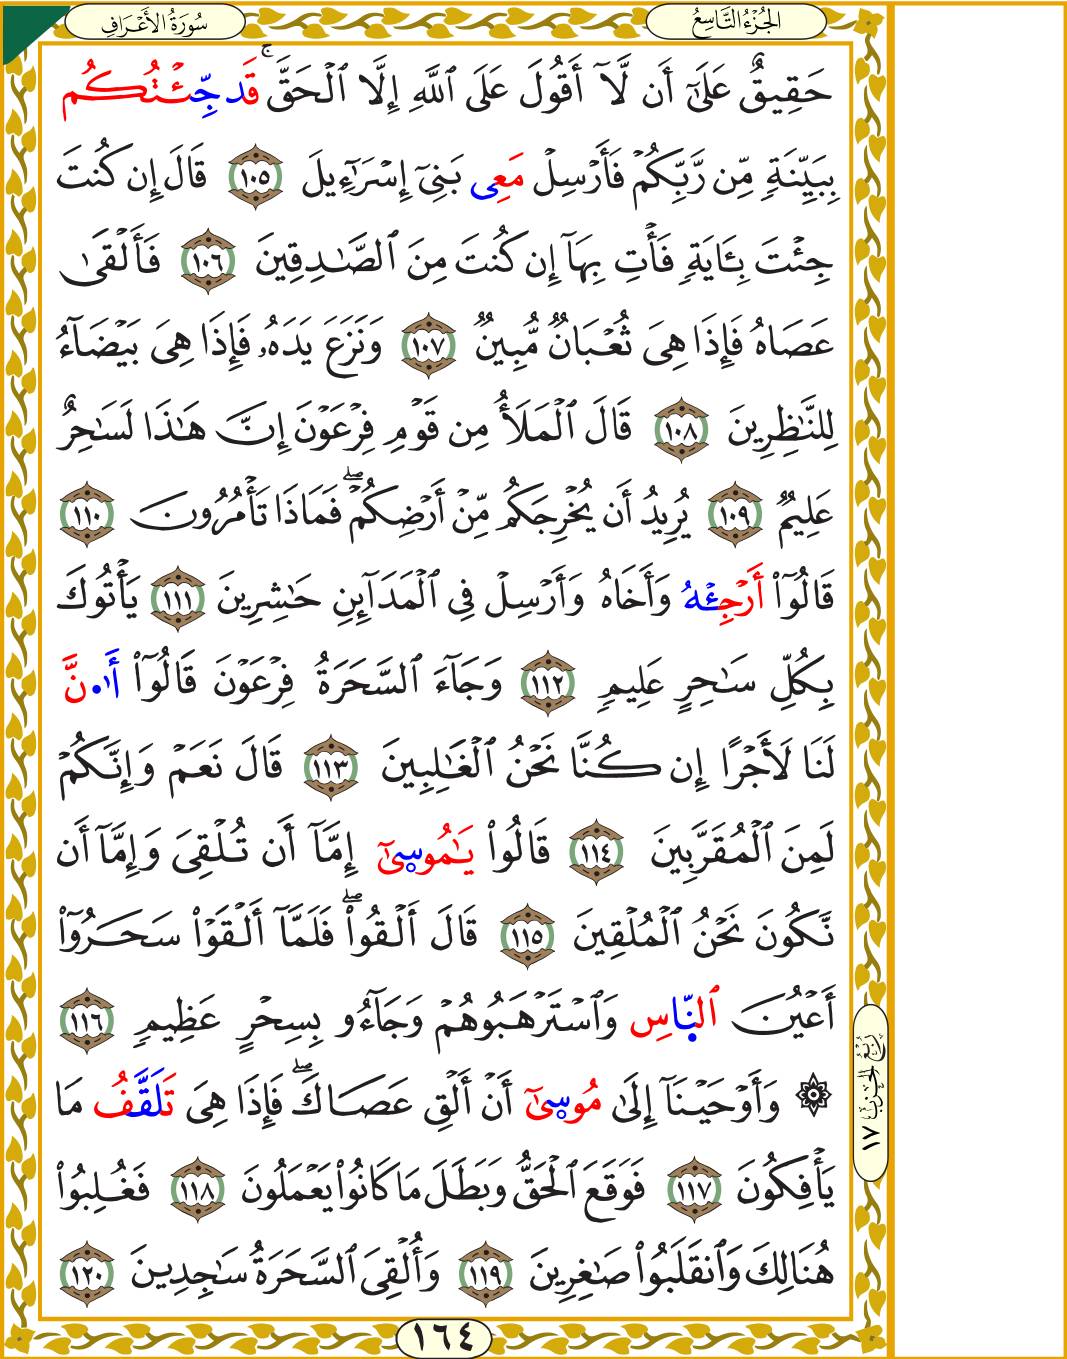 سُورَةُ الأَعْرَافِ
الجُزْءُ التَّاسِعُ
حَقِيقٌ عَلَىٰٓ أَن لَّآ أَقُولَ عَلَى ٱللَّهِ إِلَّا ٱلْحَقَّۚ قَد جِّئْتُكُم
بِبَيِّنَةٍ مِّن رَّبِّكُمْ فَأَرْسِلْ مَعِى بَنِىٓ إِسْرَٰٓءِيلَ ١٠٥ قَالَ إِن كُنتَ
جِئْتَ بِـَٔايَةٍ فَأْتِ بِهَآ إِن كُنتَ مِنَ ٱلصَّـٰدِقِينَ ١٠٦ فَأَلْقَىٰ
عَصَاهُ فَإِذَا هِىَ ثُعْبَانٌ مُّبِينٌ ١٠٧ وَنَزَعَ يَدَهُۥ فَإِذَا هِىَ بَيْضَآءُ
لِلنَّـٰظِرِينَ ١٠٨ قَالَ ٱلْمَلَأُ مِن قَوْمِ فِرْعَوْنَ إِنَّ هَـٰذَا لَسَـٰحِرٌ
عَلِيمٌ ١٠٩ يُرِيدُ أَن يُخْرِجَكُم مِّنْ أَرْضِكُمْۖ فَمَاذَا تَأْمُرُونَ ١١٠
قَالُوٓا۟ أَرْجِئْهُ وَأَخَاهُ وَأَرْسِلْ فِى ٱلْمَدَآئِنِ حَـٰشِرِينَ ١١١ يَأْتُوكَ
بِكُلِّ سَـٰحِرٍ عَلِيمٍ ١١٢ وَجَآءَ ٱلسَّحَرَةُ فِرْعَوْنَ قَالُوٓا۟ أَا۬نَّ
لَنَا لَأَجْرًا إِن كُنَّا نَحْنُ ٱلْغَـٰلِبِينَ ١١٣ قَالَ نَعَمْ وَإِنَّكُمْ
لَمِنَ ٱلْمُقَرَّبِينَ ١١٤ قَالُوا۟ يَـٰمُوسۭىٰٓ إِمَّآ أَن تُلْقِىَ وَإِمَّآ أَن
نَّكُونَ نَحْنُ ٱلْمُلْقِينَ ١١٥ قَالَ أَلْقُوا۟ۖ فَلَمَّآ أَلْقَوْا۟ سَحَرُوٓا۟
أَعْيُنَ ٱلنَّاسِ وَٱسْتَرْهَبُوهُمْ وَجَآءُو بِسِحْرٍ عَظِيمٍ ١١٦
۞ وَأَوْحَيْنَآ إِلَىٰ مُوسۭىٰٓ أَنْ أَلْقِ عَصَاكَۖ فَإِذَا هِىَ تَلَقَّفُ مَا
يَأْفِكُونَ ١١٧ فَوَقَعَ ٱلْحَقُّ وَبَطَلَ مَا كَانُوا۟ يَعْمَلُونَ ١١٨ فَغُلِبُوا۟
هُنَالِكَ وَٱنقَلَبُوا۟ صَـٰغِرِينَ ١١٩ وَأُلْقِىَ ٱلسَّحَرَةُ سَـٰجِدِينَ ١٢٠
رُبْعُ الحِزْبِ ١٧
١٦٤